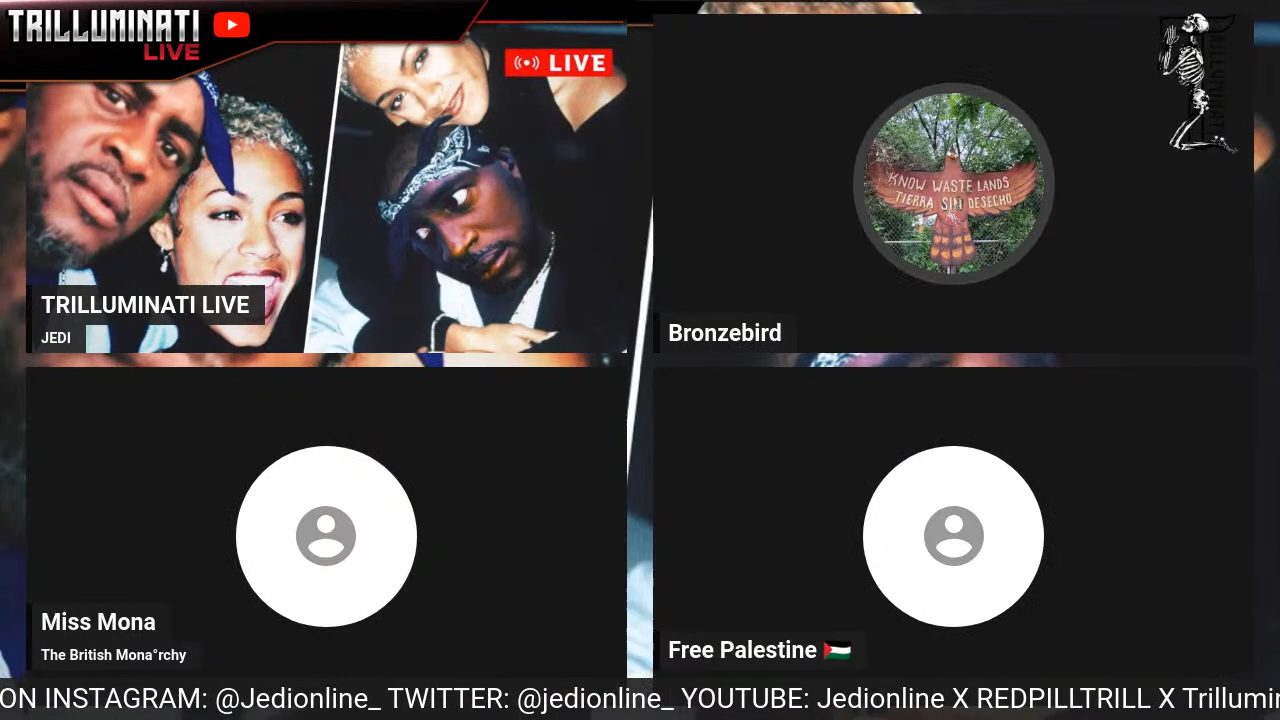 TRILLUMINATI
LIVE
LIVE
TRILLUMINATI LIVE
JEDI
KNOW WASTE LANDS
TIERRA SIN DESECHO
Bronzebird
Miss Mona
The British Mona°rchy
Free Palestine 🇵🇸
ON INSTAGRAM: @Jedionline_ TWITTER: @jedionline_ YOUTUBE: Jedionline X REDPILLTRILL X Trillumin